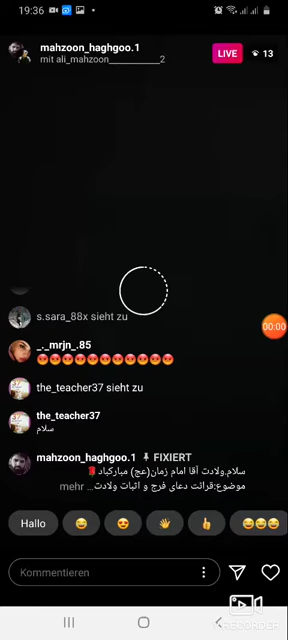 19:36
mahzoon_haghgoo.1
mit ali_mahzoon__________2
LIVE
13
s.sara_88x sieht zu
00:00
_._mrjn_.85
😡😡😡😡😡😡😡😡😡😡😡😡
the_teacher37 sieht zu
the_teacher37
سلام
mahzoon_haghgoo.1 FIXIERT
سلام.ولادت آقا امام زمان(عج) مبارکباد🌹
موضوع:قرائت دعای فرج و اثبات ولادت... mehr
Hallo 😂 😍 👋 👍 😂😂😂
Kommentieren
RECORDER